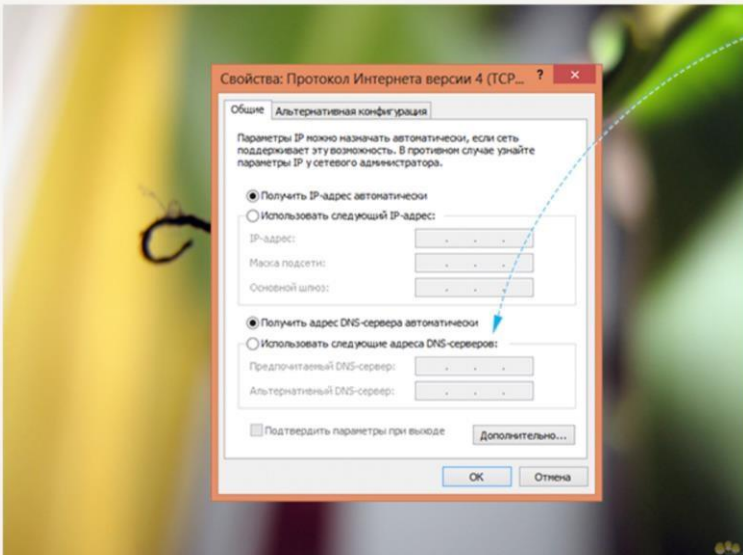 Свойства: Протокол Интернета версии 4 (TCP... ?
Общие Альтернативная конфигурация
Параметры IP можно назначать автоматически, если сеть
поддерживает эту возможность. В противном случае узнайте
параметры IP у сетевого администратора.
Получить IP-адрес автоматически
Использовать следующий IP-адрес:
IP-адрес:
Маска подсети:
Основной шлюз:
Получить адрес DNS-сервера автоматически
Использовать следующие адреса DNS-серверов:
Предпочитаемый DNS-сервер:
Альтернативный DNS-сервер:
Подтвердить параметры при выходе
Дополнительно...
ОК Отмена